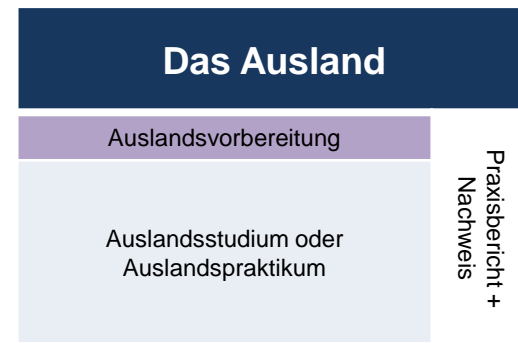 Das Ausland
Auslandsvorbereitung
Auslandsstudium oder
Auslandspraktikum
Praxisbericht +
Nachweis